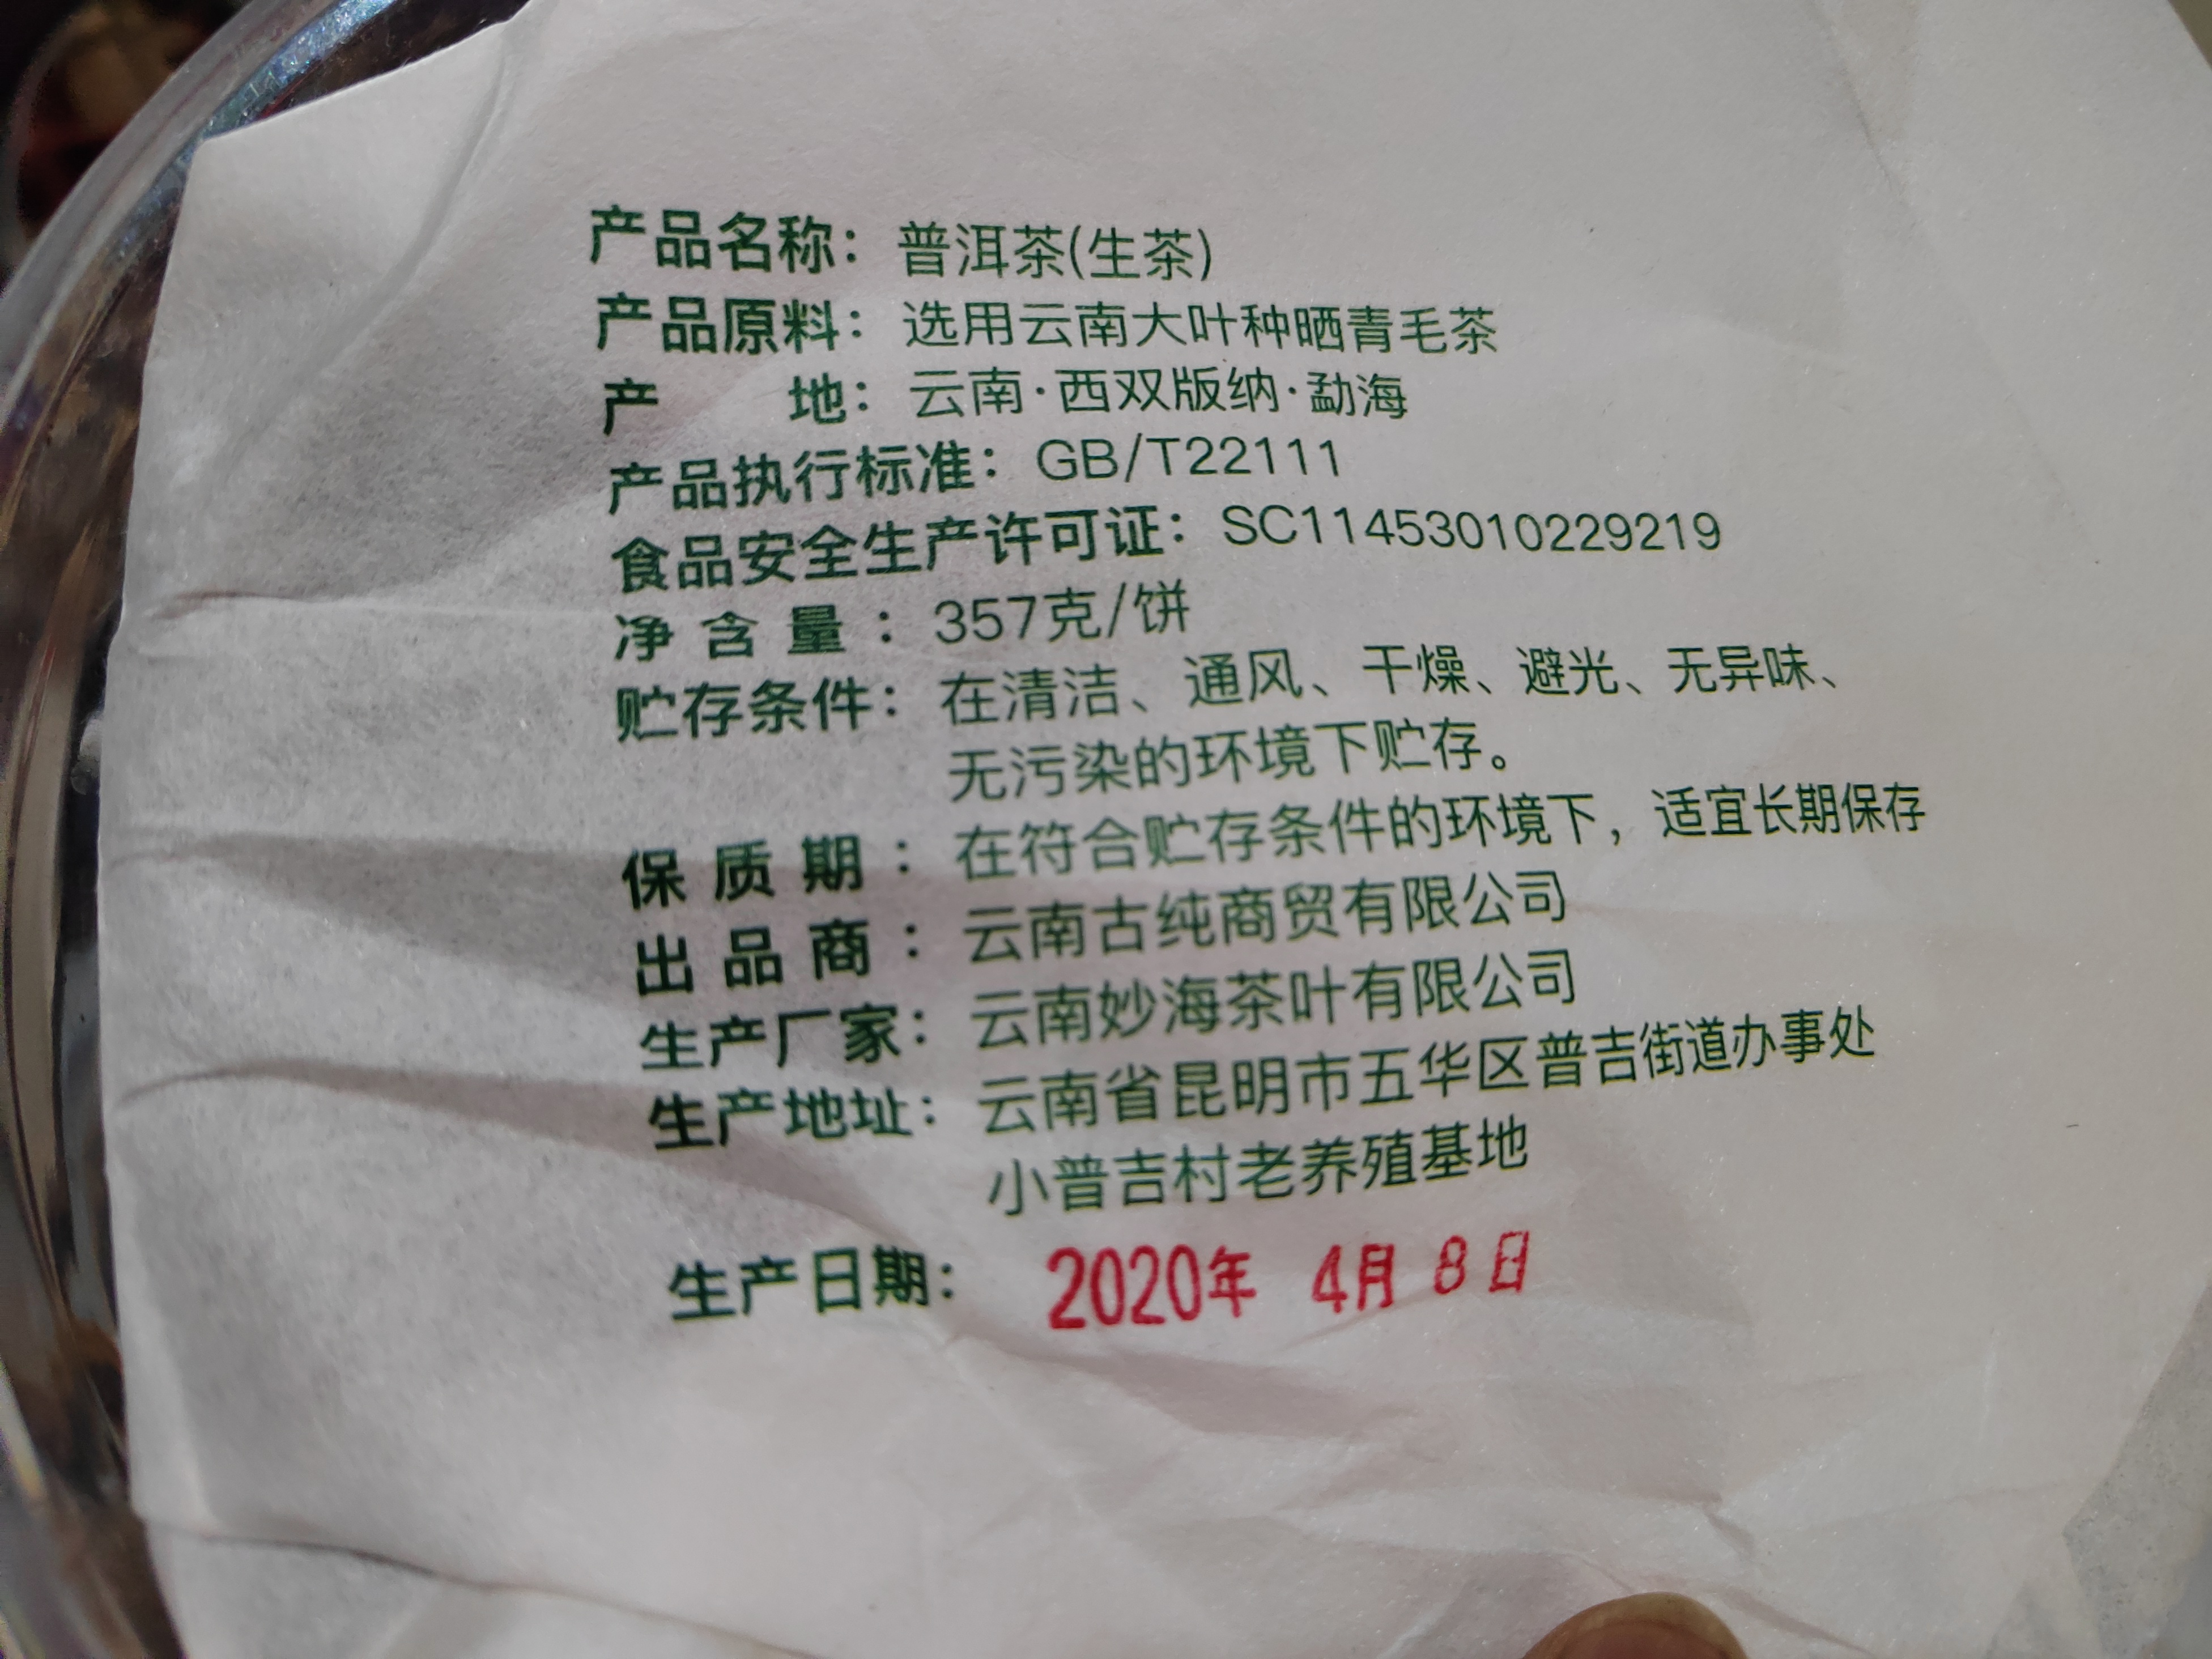 产品名称：普洱茶(生茶)
产品原料：选用云南大叶种晒青毛茶
产 地：云南·西双版纳·勐海
产品执行标准：GB/T22111
食品安全生产许可证：SC11453010229219
净含量：357克/饼
贮存条件：在清洁、通风、干燥、避光、无异味、
无污染的环境下贮存。
保质期：在符合贮存条件的环境下，适宜长期保存
出品商：云南古纯商贸有限公司
生产厂家：云南妙海茶叶有限公司
生产地址：云南省昆明市五华区普吉街道办事处
小普吉村老养殖基地
生产日期：2020年 4月 8日